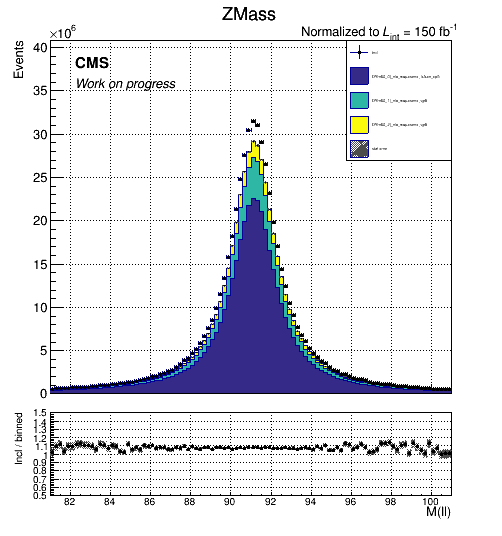 ZMass
Normalized to L_int = 150 fb^-1
×10^6
Events
CMS
Work on progress
40
35
30
25
20
15
10
5
0
Incl / binned
1.5
1.4
1.3
1.2
1.1
1
0.9
0.8
0.7
0.6
0.5
82 84 86 88 90 92 94 96 98 100
M(ll)